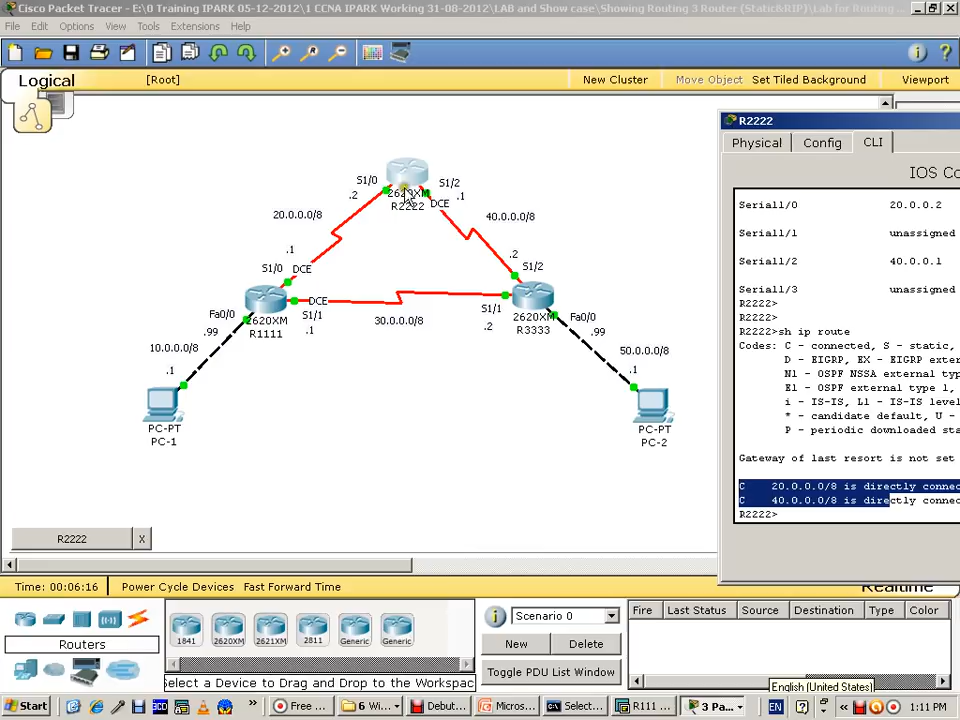 Cisco Packet Tracer - E:\0 Training IPARK 05-12-2012\1 CCNA IPARK Working 31-08-2012\LAB and Show case\Showing Routing 3 Router (Static&RIP)\Lab for Routing ...
File Edit Options View Tools Extensions Help
Logical [Root] New Cluster Move Object Set Tiled Background Viewport
R2222
Physical Config CLI
IOS Co
Serial1/0 20.0.0.2
Serial1/1 unassigned
Serial1/2 40.0.0.1
Serial1/3 unassigned
R2222>
R2222>
R2222>sh ip route
Codes: C - connected, S - static,
D - EIGRP, EX - EIGRP exter
N1 - OSPF NSSA external typ
E1 - OSPF external type 1,
i - IS-IS, L1 - IS-IS level
* - candidate default, U -
P - periodic downloaded sta
Gateway of last resort is not set
C 20.0.0.0/8 is directly connec
C 40.0.0.0/8 is directly connec
R2222>
S1/0
.2
2620XM
R2222
S1/2
.1
DCE
20.0.0.0/8
40.0.0.0/8
.1
S1/0 DCE
.2
S1/2
DCE
S1/1
.1
30.0.0.0/8
S1/1
.2
2620XM
R1111
2620XM
R3333
Fa0/0
.99
Fa0/0
.99
10.0.0.0/8
50.0.0.0/8
.1
.1
PC-PT
PC-1
PC-PT
PC-2
R2222 X
Time: 00:06:16 Power Cycle Devices Fast Forward Time Realtime
Routers
1841 2620XM 2621XM 2811 Generic Generic
Select a Device to Drag and Drop to the Workspac
Scenario 0
New Delete
Toggle PDU List Window
Fire Last Status Source Destination Type Color
English (United States)
Start Free ... 6 Wi... Debut... Micros... Select... R111 ... 3 Pa... EN 1:11 PM